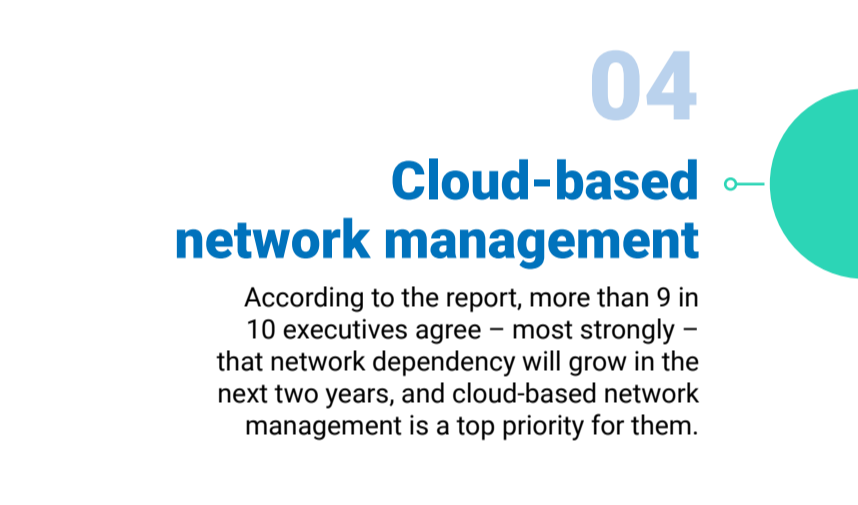 04
Cloud-based
network management
According to the report, more than 9 in
10 executives agree – most strongly –
that network dependency will grow in the
next two years, and cloud-based network
management is a top priority for them.